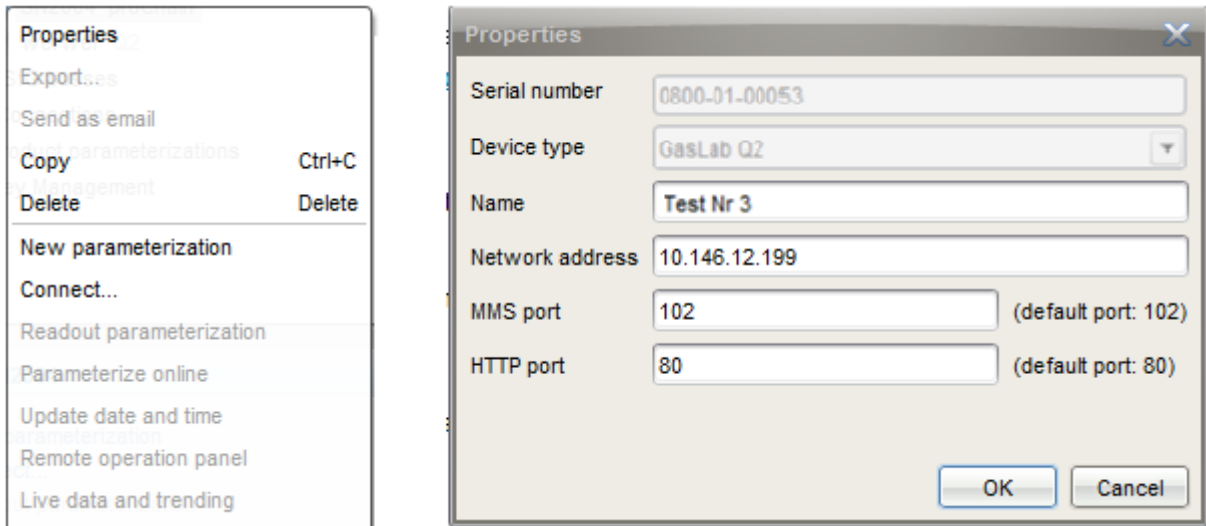 Properties
Export...
Send as email
Copy Ctrl+C
Delete Delete
New parameterization
Connect...
Readout parameterization
Parameterize online
Update date and time
Remote operation panel
Live data and trending
Properties
Serial number 0800-01-00053
Device type GasLab Q2
Name Test Nr 3
Network address 10.146.12.199
MMS port 102 (default port: 102)
HTTP port 80 (default port: 80)
OK Cancel